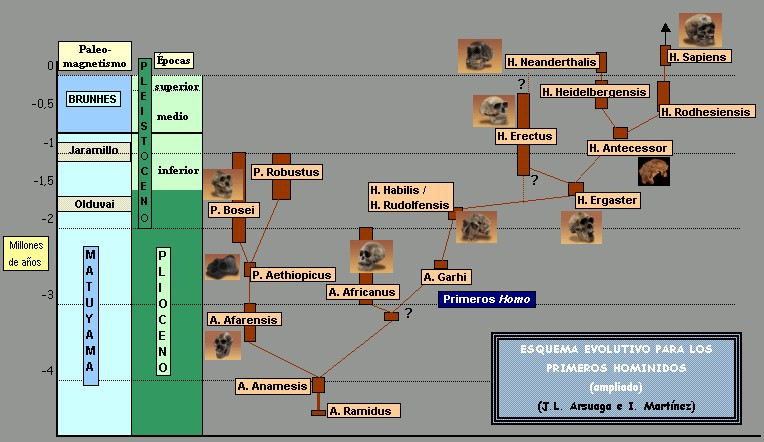 Paleo-
magnetismo
Épocas
0
-0,5
-1
-1,5
-2
-3
-4
Millones
de años
BRUNHES
Jaramillo
Olduvai
MATUYAMA
PLEISTOCENO
PLIOCENO
superior
medio
inferior
H. Neanderthalis
H. Sapiens
?
H. Heidelbergensis
H. Rodhesiensis
H. Erectus
H. Antecessor
P. Robustus
?
H. Habilis /
H. Rudolfensis
H. Ergaster
P. Bosei
P. Aethiopicus
A. Garhi
A. Africanus
Primeros Homo
A. Afarensis
?
A. Anamesis
A. Ramidus
ESQUEMA EVOLUTIVO PARA LOS
PRIMEROS HOMINIDOS
(ampliado)
(J.L. Arsuaga e I. Martínez)